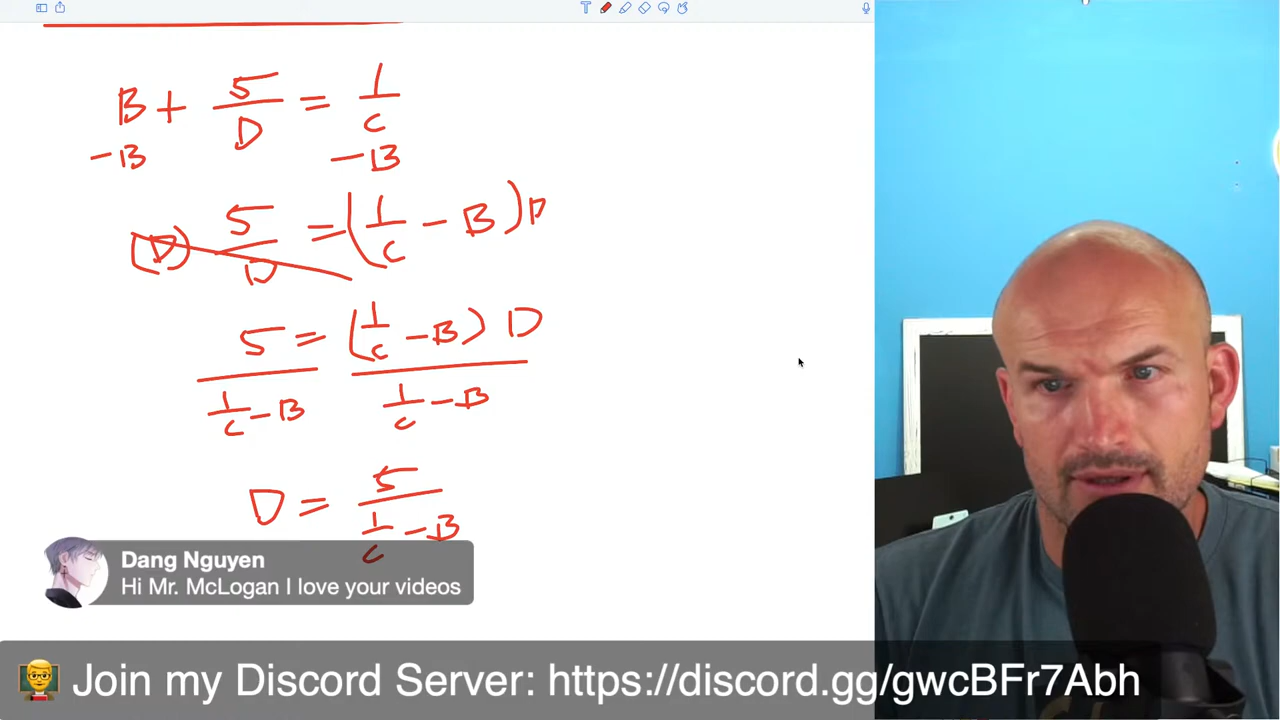 B + 5/D = 1/C
-B -B
(D) 5/D = (1/C - B) D
5 = (1/C - B) D
1/C - B 1/C - B
D = 5/(1/C - B)
Dang Nguyen
Hi Mr. McLogan I love your videos
Join my Discord Server: https://discord.gg/gwcBFr7Abh